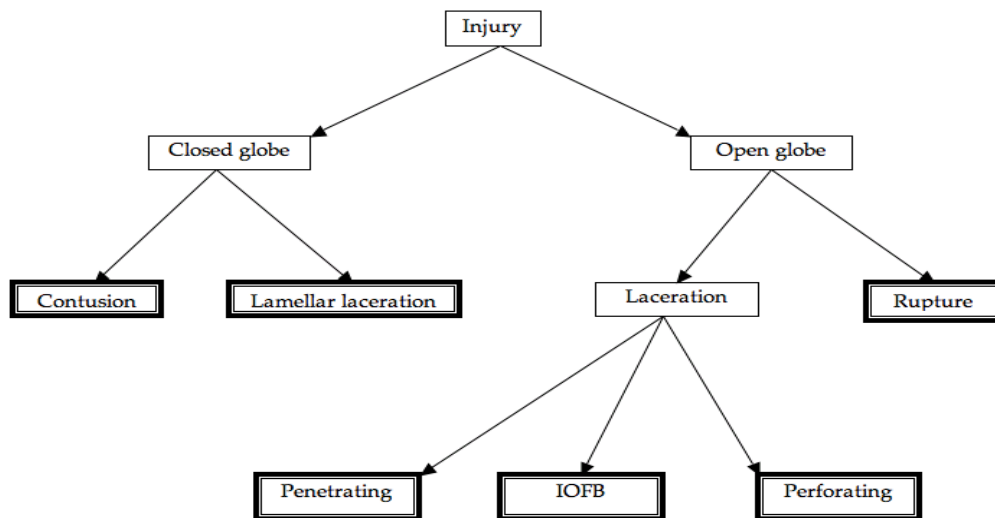 Injury
Closed globe
Open globe
Contusion
Lamellar laceration
Laceration
Rupture
Penetrating
IOFB
Perforating